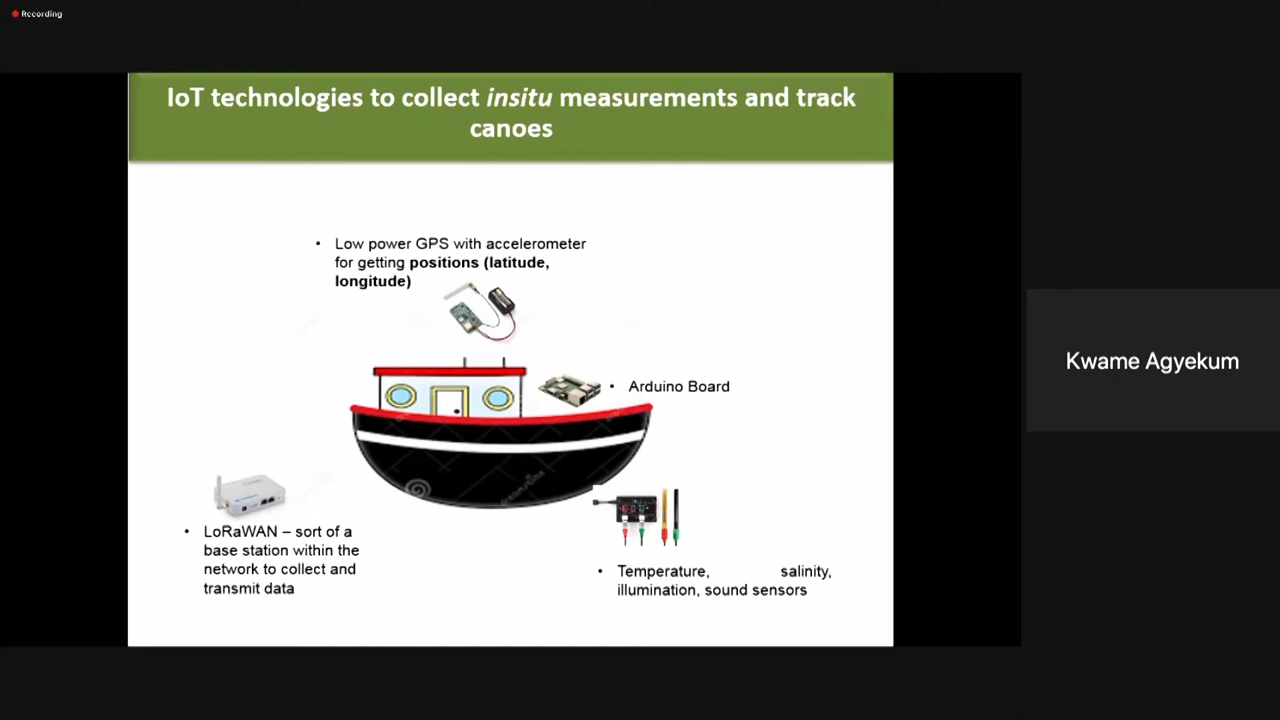 Recording
IoT technologies to collect insitu measurements and track
canoes
• Low power GPS with accelerometer
for getting positions (latitude,
longitude)
• Arduino Board
Kwame Agyekum
• LoRaWAN – sort of a
base station within the
network to collect and
transmit data
• Temperature, salinity,
illumination, sound sensors